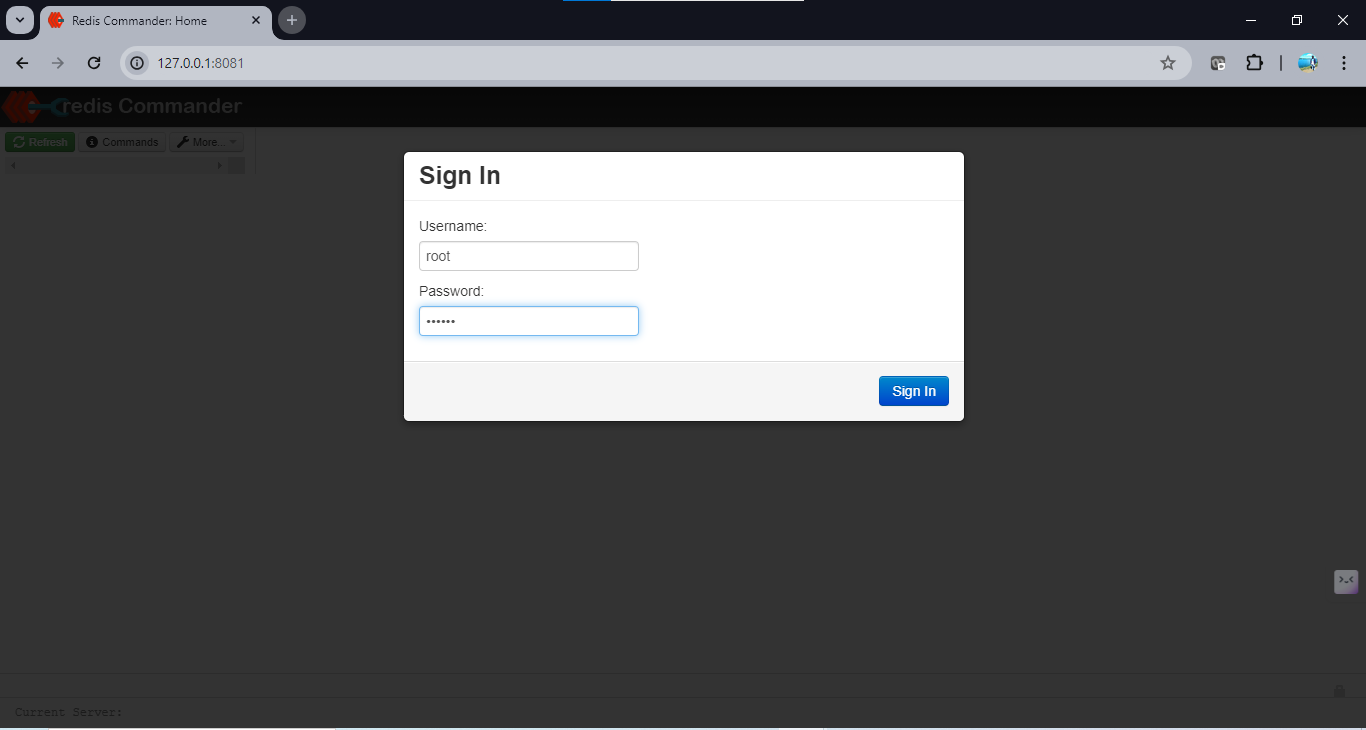 Redis Commander: Home
127.0.0.1:8081
redis Commander
Refresh Commands More...
Sign In
Username:
root
Password:
••••••
Sign In
Current Server: